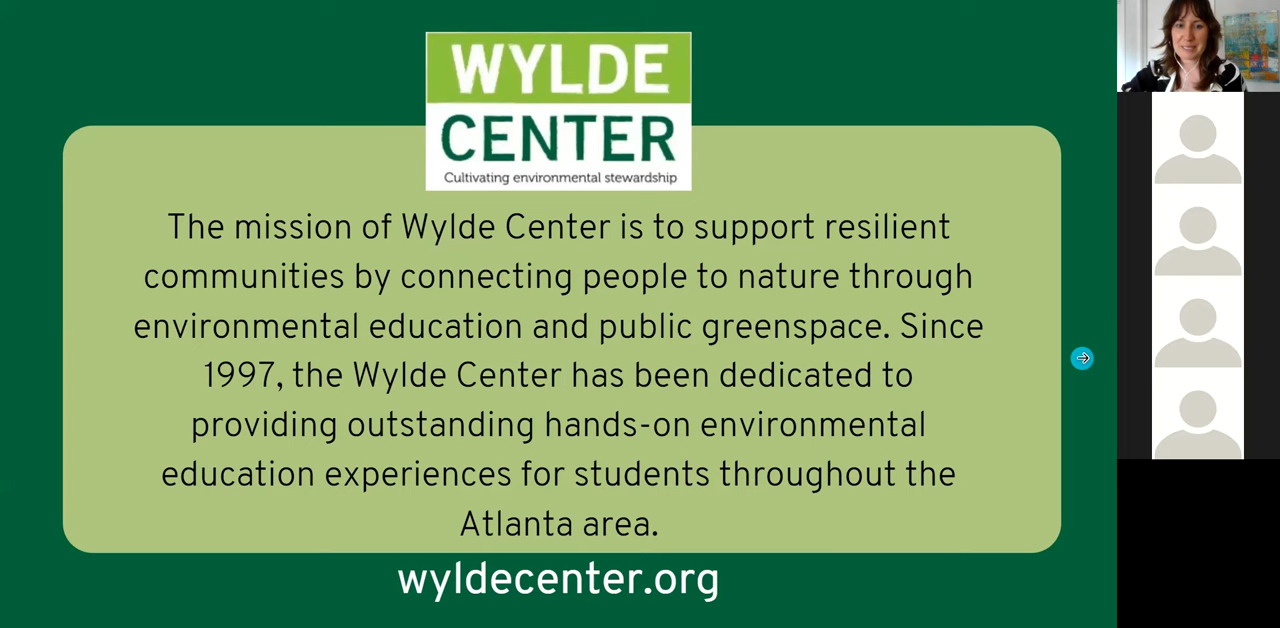 WYLDE
CENTER
Cultivating environmental stewardship
The mission of Wylde Center is to support resilient
communities by connecting people to nature through
environmental education and public greenspace. Since
1997, the Wylde Center has been dedicated to
providing outstanding hands-on environmental
education experiences for students throughout the
Atlanta area.
wyldecenter.org